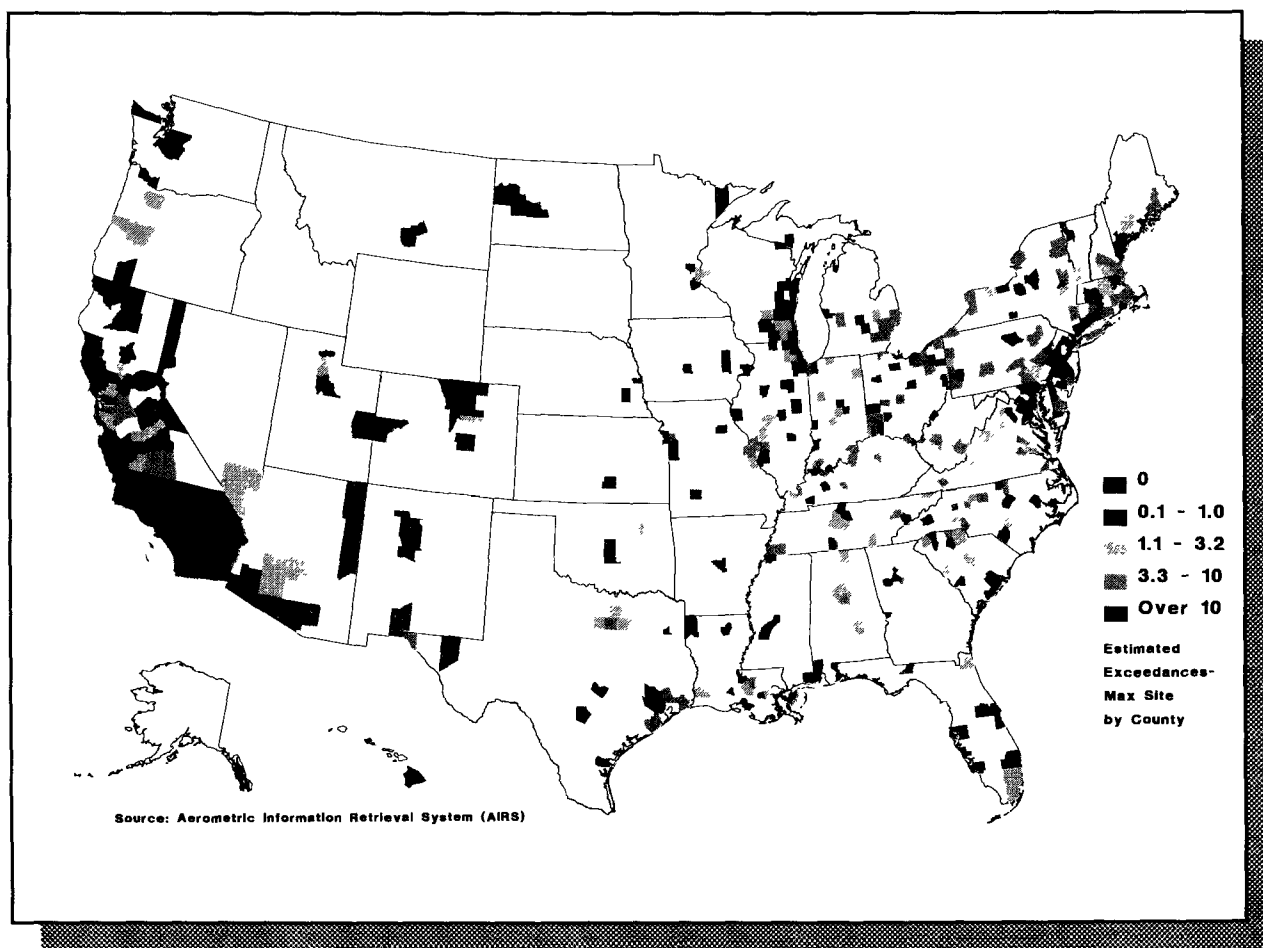 0
0.1 - 1.0
1.1 - 3.2
3.3 - 10
Over 10
Estimated
Exceedances-
Max Site
by County
Source: Aerometric Information Retrieval System (AIRS)